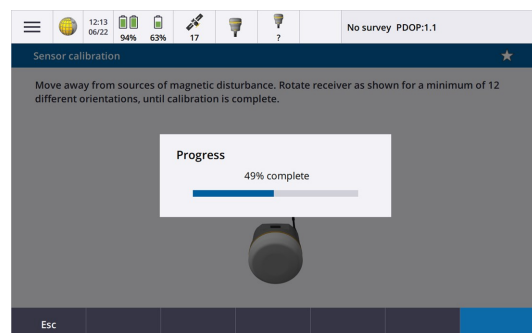 12:13
06/22
94%
63%
17
?
No survey PDOP:1.1
Sensor calibration
Move away from sources of magnetic disturbance. Rotate receiver as shown for a minimum of 12
different orientations, until calibration is complete.
Progress
49% complete
Esc